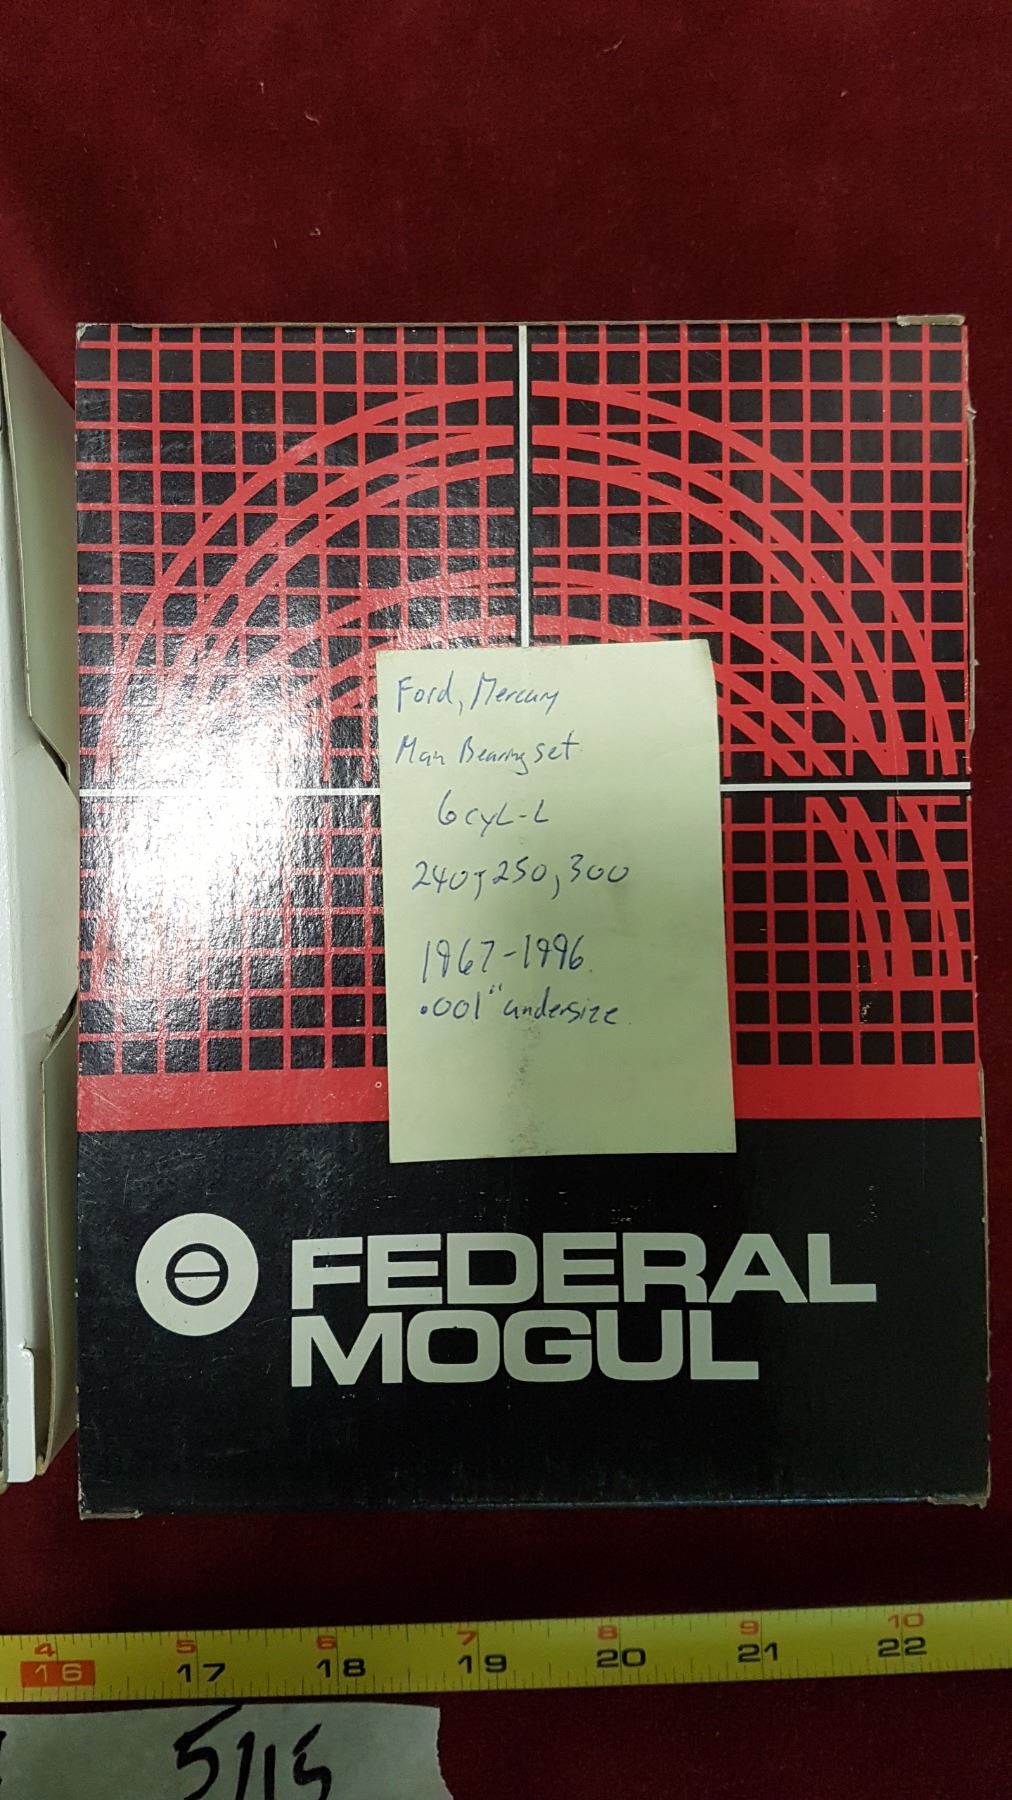 Ford, Mercury
Main Bearing set
6cyL-L
240, 250, 300
1967-1996
.001" undersize
FEDERAL
MOGUL
4 5 6 7 8 9 10
16 17 18 19 20 21 22
5115